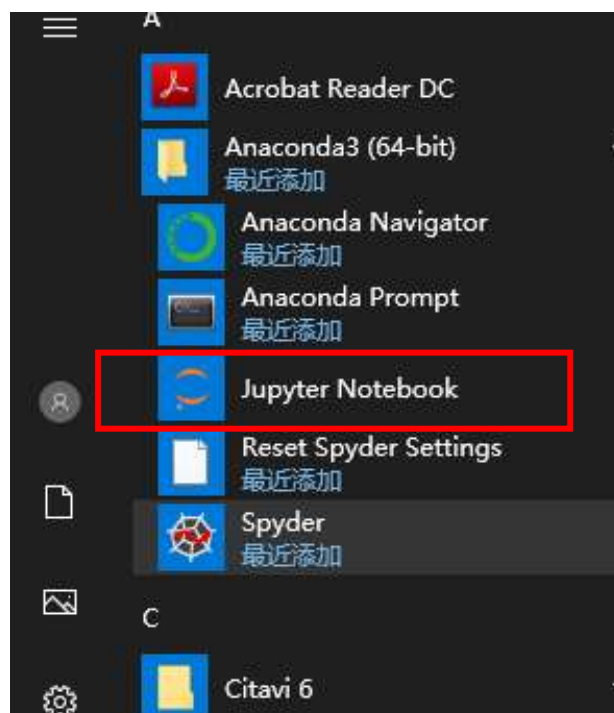 A
Acrobat Reader DC
Anaconda3 (64-bit)
最近添加
Anaconda Navigator
最近添加
Anaconda Prompt
最近添加
Jupyter Notebook
Reset Spyder Settings
最近添加
Spyder
最近添加
C
Citavi 6